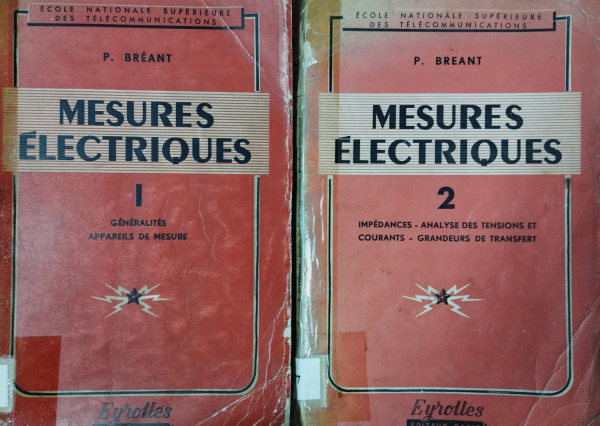 ÉCOLE NATIONALE SUPÉRIEURE
DES TÉLÉCOMMUNICATIONS
P. BRÉANT
MESURES
ÉLECTRIQUES
1
GÉNÉRALITÉS
APPAREILS DE MESURE
Eyrolles
ÉCOLE NATIONALE SUPÉRIEURE
DES TÉLÉCOMMUNICATIONS
P. BREANT
MESURES
ÉLECTRIQUES
2
IMPÉDANCES - ANALYSE DES TENSIONS ET
COURANTS - GRANDEURS DE TRANSFERT
7
Eyrolles